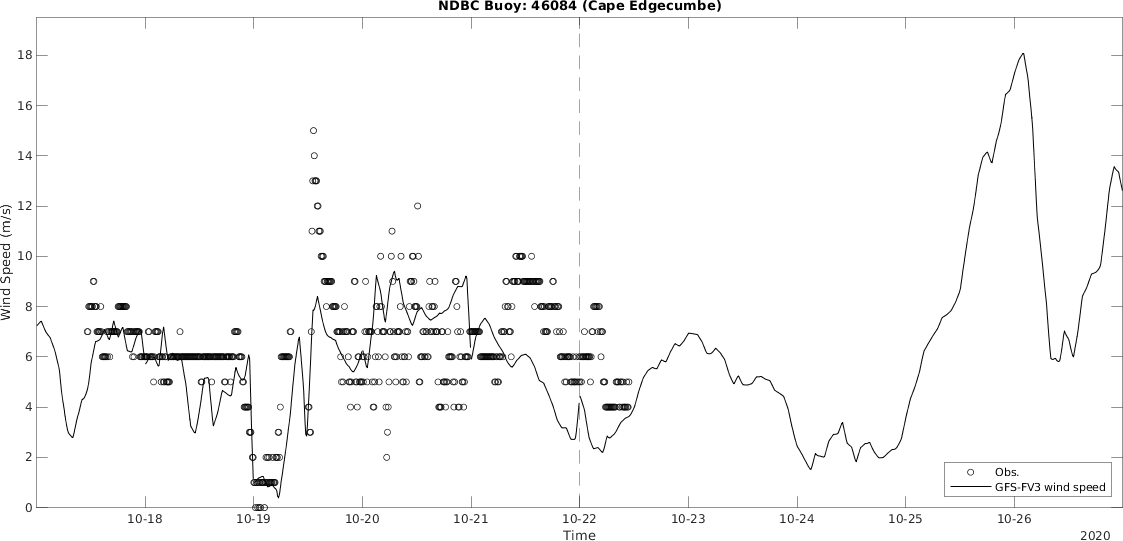 NDBC Buoy: 46084 (Cape Edgecumbe)
Wind Speed (m/s)
18
16
14
12
10
8
6
4
2
0
10-18 10-19 10-20 10-21 10-22 10-23 10-24 10-25 10-26
Time
2020
Obs.
GFS-FV3 wind speed